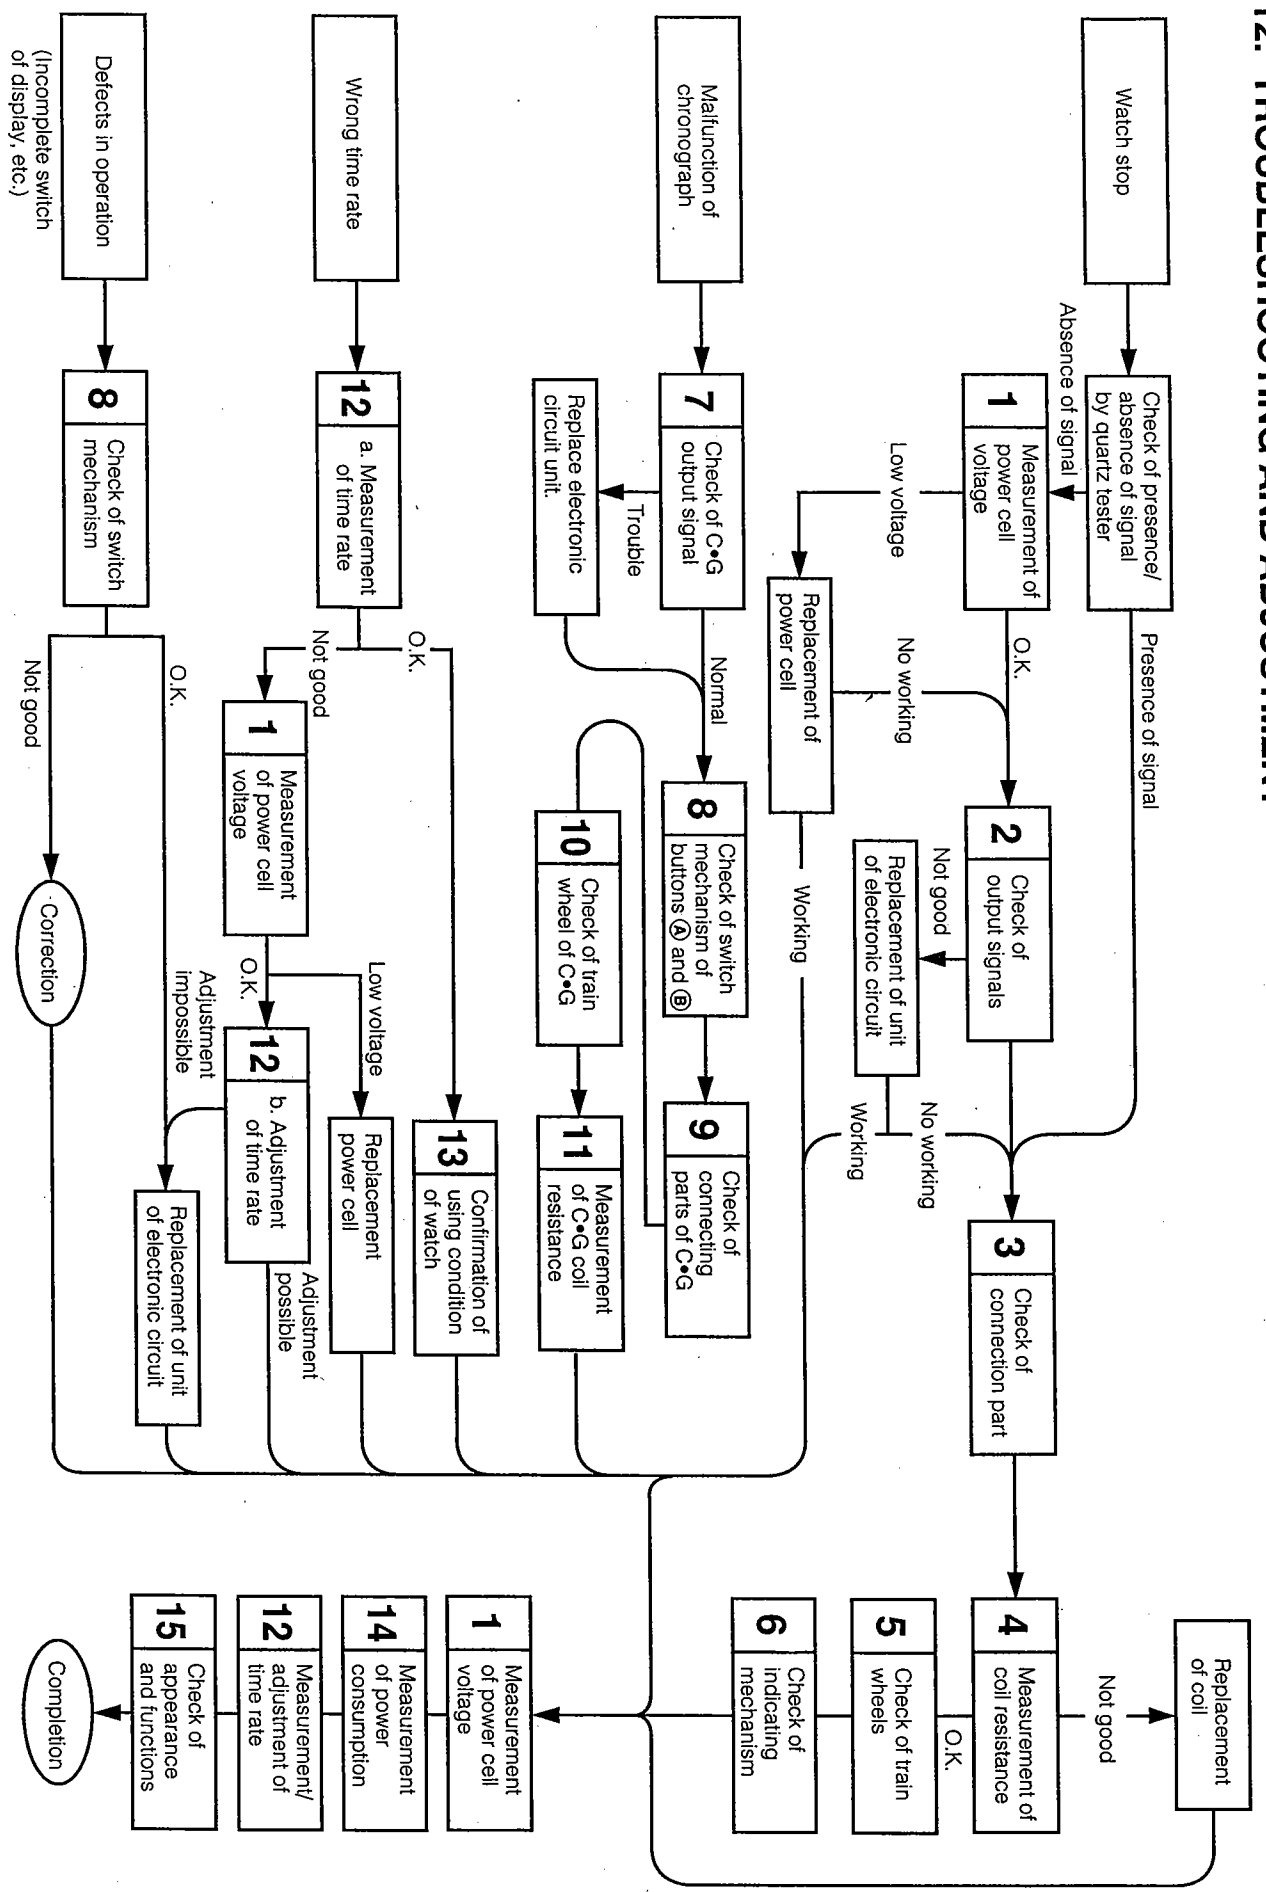 12. TROUBLESHOOTING AND ADJUSTMENT
Watch stop
Check of presence/
absence of signal
by quartz tester
Presence of signal
Absence of signal
1
Measurement of
power cell
voltage
O.K.
Low voltage
Replacement of
power cell
No working
Working
2
Check of
output signals
Not good
Replacement of unit
of electronic circuit
No working
Working
3
Check of
connection part
4
Measurement of
coil resistance
Not good
Replacement
of coil
O.K.
5
Check of train
wheels
6
Check of
indicating
mechanism
Malfunction of
chronograph
7
Check of C•G
output signal
Trouble
Replace electronic
circuit unit.
Normal
8
Check of switch
mechanism of
buttons Ⓐ and Ⓑ
9
Check of
connecting
parts of C•G
10
Check of train
wheel of C•G
11
Measurement
of C•G coil
resistance
Wrong time rate
12
a. Measurement
of time rate
O.K.
Not good
13
Confirmation of
using condition
of watch
1
Measurement
of power cell
voltage
Low voltage
Replacement
power cell
O.K.
12
b. Adjustment
of time rate
Adjustment
possible
Adjustment
impossible
Defects in operation
(Incomplete switch
of display, etc.)
8
Check of switch
mechanism
O.K.
Replacement of unit
of electronic circuit
Not good
Correction
1
Measurement
of power cell
voltage
14
Measurement
of power
consumption
12
Measurement/
adjustment of
time rate
15
Check of
appearance
and functions
Completion